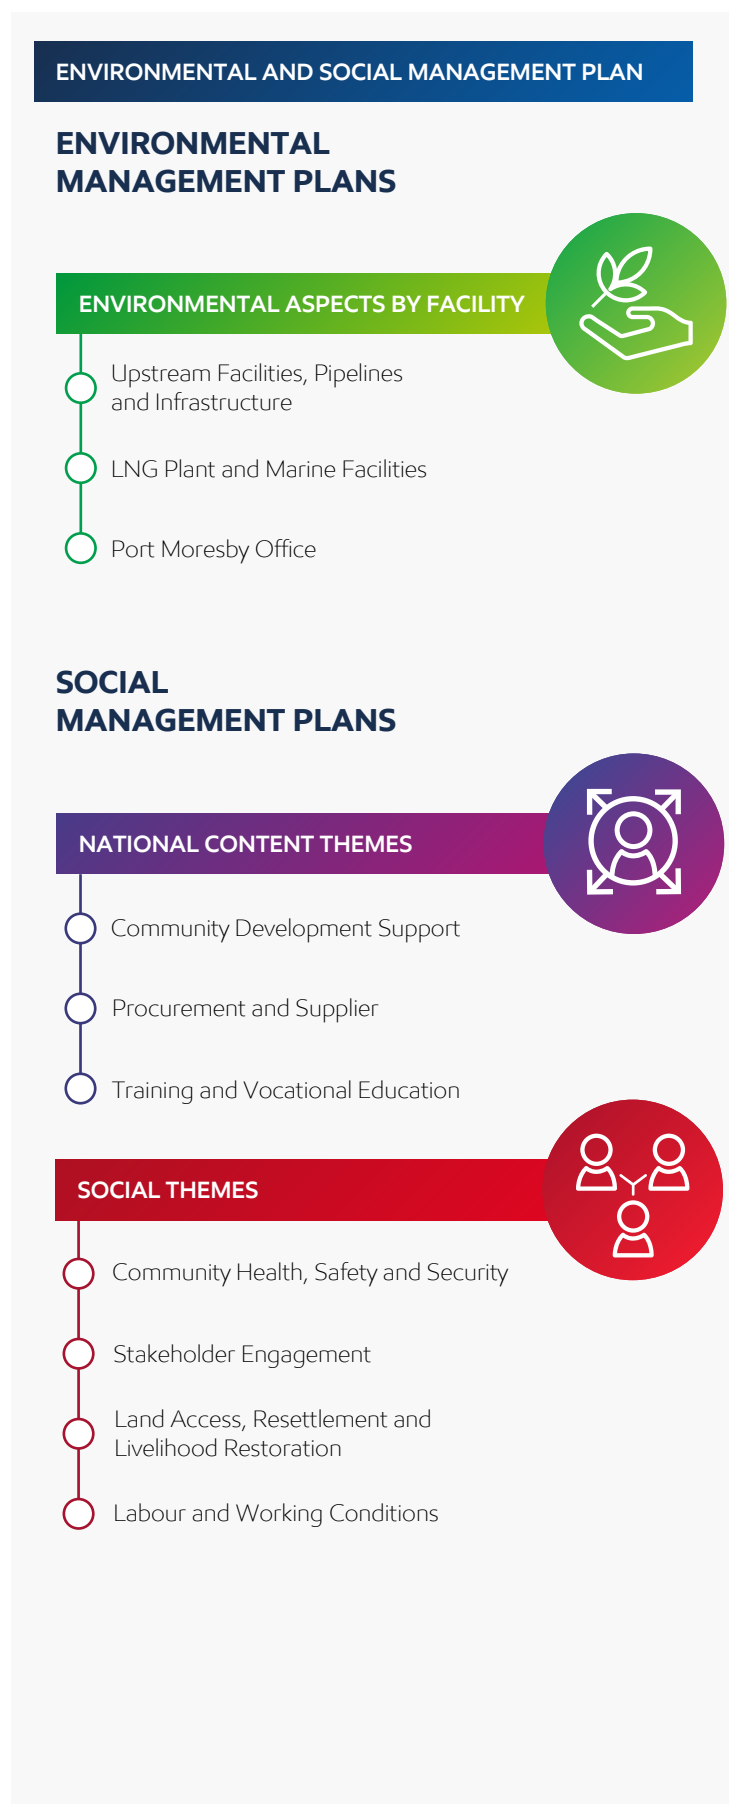 ENVIRONMENTAL AND SOCIAL MANAGEMENT PLAN
ENVIRONMENTAL
MANAGEMENT PLANS
ENVIRONMENTAL ASPECTS BY FACILITY
Upstream Facilities, Pipelines
and Infrastructure
LNG Plant and Marine Facilities
Port Moresby Office
SOCIAL
MANAGEMENT PLANS
NATIONAL CONTENT THEMES
Community Development Support
Procurement and Supplier
Training and Vocational Education
SOCIAL THEMES
Community Health, Safety and Security
Stakeholder Engagement
Land Access, Resettlement and
Livelihood Restoration
Labour and Working Conditions